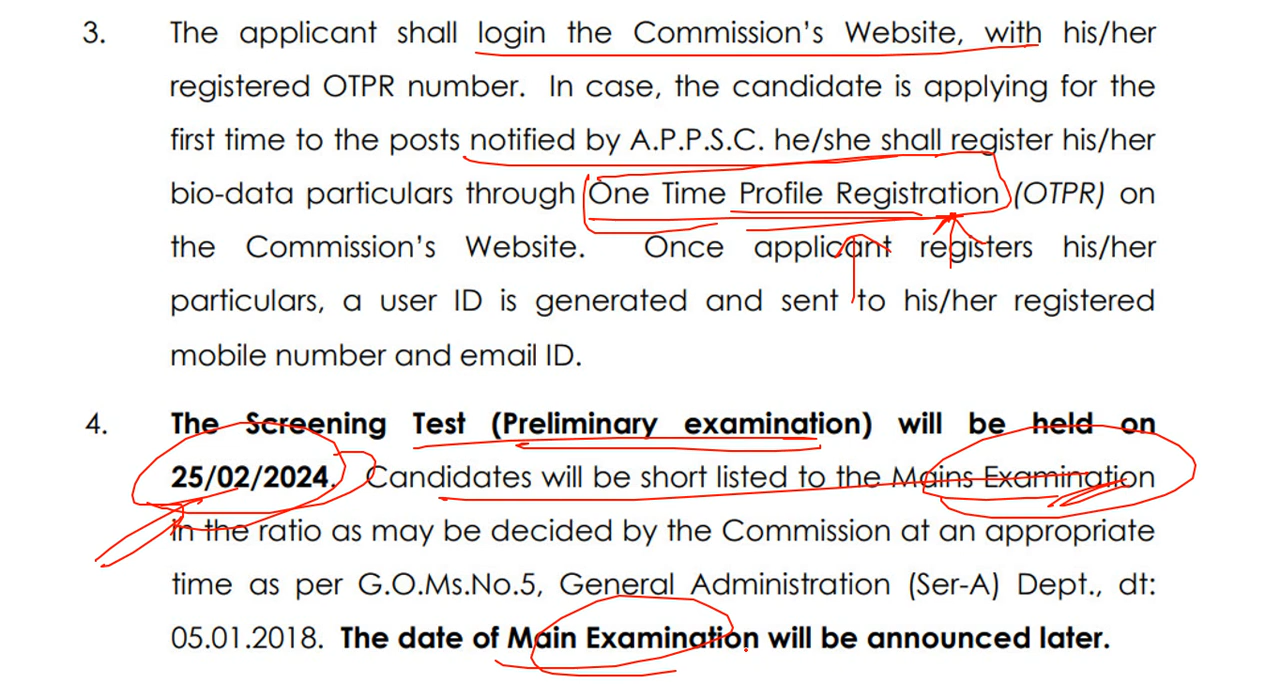 3. The applicant shall login the Commission's Website, with his/her
registered OTPR number. In case, the candidate is applying for the
first time to the posts notified by A.P.P.S.C. he/she shall register his/her
bio-data particulars through One Time Profile Registration (OTPR) on
the Commission's Website. Once applicant registers his/her
particulars, a user ID is generated and sent to his/her registered
mobile number and email ID.
4. The Screening Test (Preliminary examination) will be held on
25/02/2024. Candidates will be short listed to the Mains Examination
in the ratio as may be decided by the Commission at an appropriate
time as per G.O.Ms.No.5, General Administration (Ser-A) Dept., dt:
05.01.2018. The date of Main Examination will be announced later.